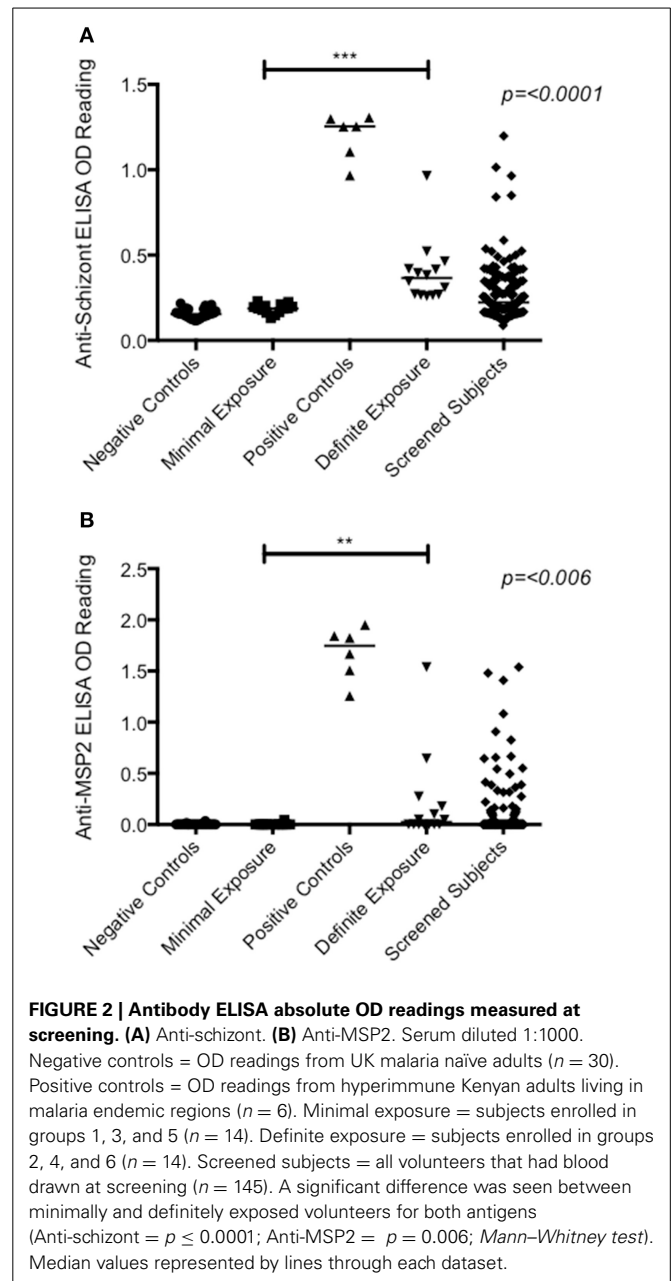 A
***
p=<0.0001
1.5
1.0
0.5
0.0
Anti-Schizont ELISA OD Reading
Negative Controls
Minimal Exposure
Positive Controls
Definite Exposure
Screened Subjects
B
**
p=<0.006
2.5
2.0
1.5
1.0
0.5
0.0
Anti-MSP2 ELISA OD Reading
Negative Controls
Minimal Exposure
Positive Controls
Definite Exposure
Screened Subjects
FIGURE 2 | Antibody ELISA absolute OD readings measured at
screening. (A) Anti-schizont. (B) Anti-MSP2. Serum diluted 1:1000.
Negative controls = OD readings from UK malaria naïve adults (n = 30).
Positive controls = OD readings from hyperimmune Kenyan adults living in
malaria endemic regions (n = 6). Minimal exposure = subjects enrolled in
groups 1, 3, and 5 (n = 14). Definite exposure = subjects enrolled in groups
2, 4, and 6 (n = 14). Screened subjects = all volunteers that had blood
drawn at screening (n = 145). A significant difference was seen between
minimally and definitely exposed volunteers for both antigens
(Anti-schizont = p ≤ 0.0001; Anti-MSP2 = p = 0.006; Mann–Whitney test).
Median values represented by lines through each dataset.